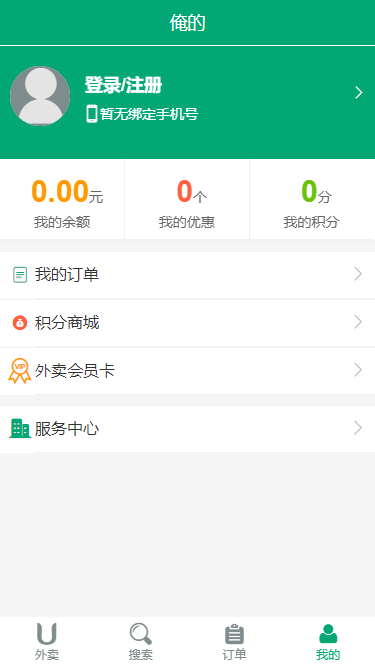 俺的
登录/注册
暂无绑定手机号
0.00元
0个
0分
我的余额
我的优惠
我的积分
我的订单
积分商城
VIP
外卖会员卡
服务中心
外卖
搜索
订单
我的